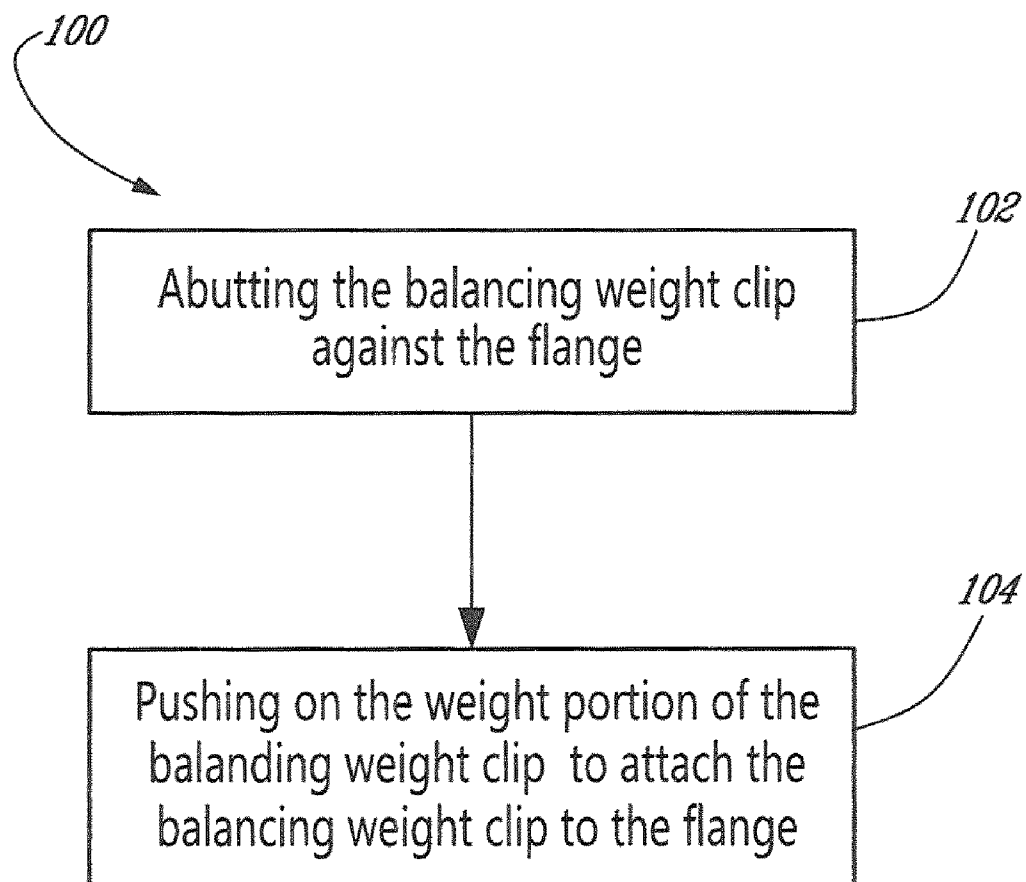 100
102
Abutting the balancing weight clip
against the flange
104
Pushing on the weight portion of the
balanding weight clip to attach the
balancing weight clip to the flange